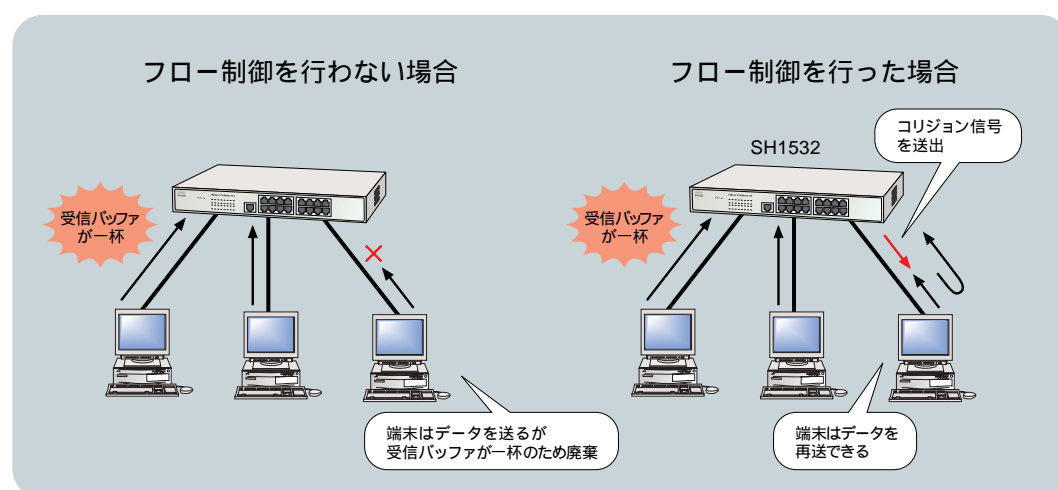 フロー制御を行わない場合
受信バッファ
が一杯
端末はデータを送るが
受信バッファが一杯のため廃棄
フロー制御を行った場合
SH1532
コリジョン信号
を送出
受信バッファ
が一杯
端末はデータを
再送できる